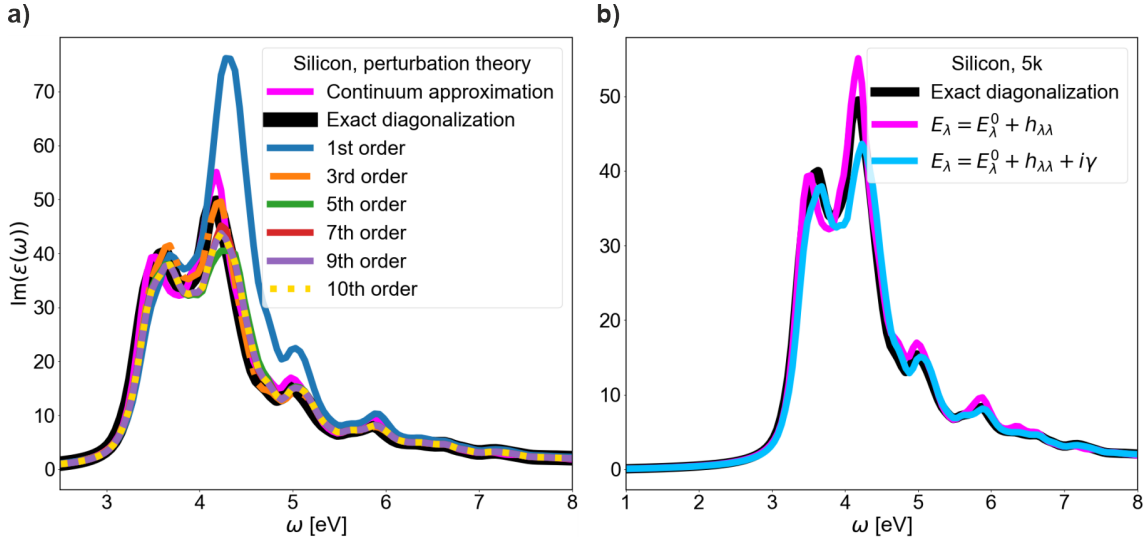 a)
Silicon, perturbation theory
Continuum approximation
Exact diagonalization
1st order
3rd order
5th order
7th order
9th order
10th order
Im(ε(ω))
70
60
50
40
30
20
10
0
3
4
5
6
7
8
ω [eV]
b)
Silicon, 5k
Exact diagonalization
E_λ = E_λ^0 + h_λλ
E_λ = E_λ^0 + h_λλ + iγ
50
40
30
20
10
0
1
2
3
4
5
6
7
8
ω [eV]